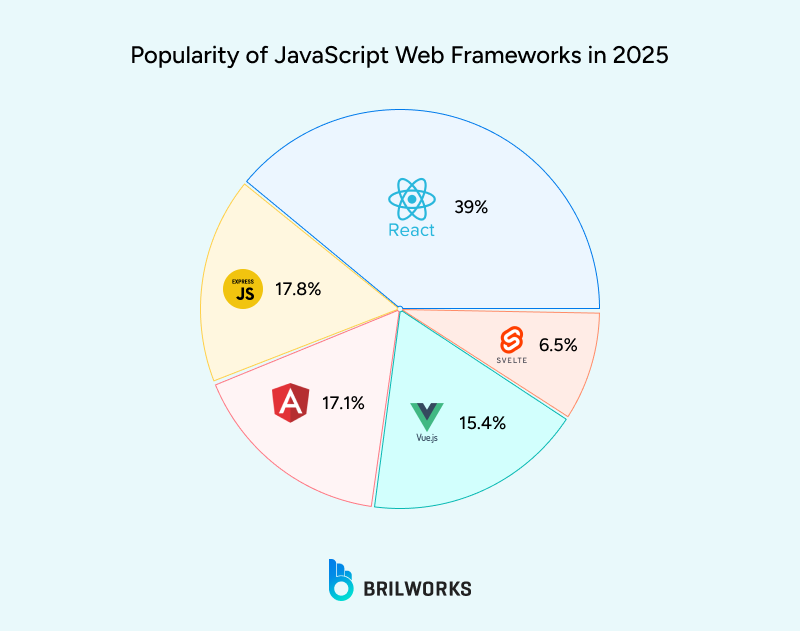 Popularity of JavaScript Web Frameworks in 2025
React
39%
EXPRESS
JS
17.8%
SVELTE
6.5%
A
17.1%
Vue.js
15.4%
BRILWORKS